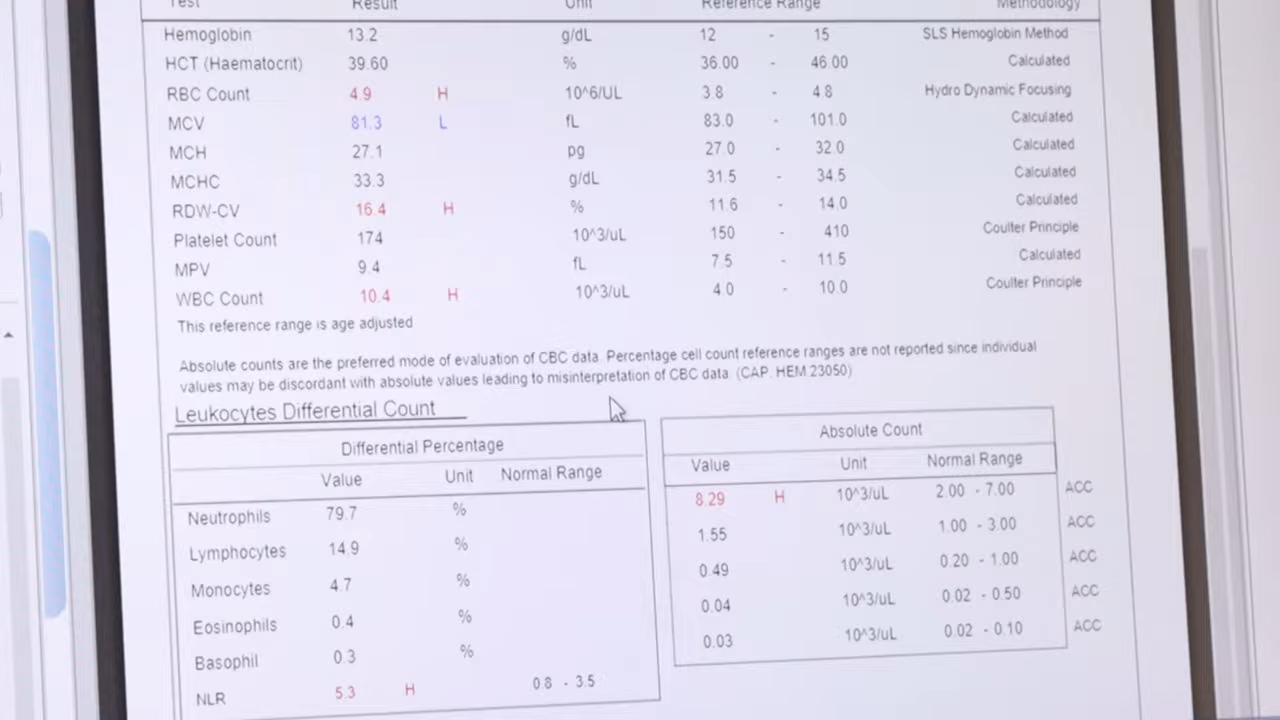 Test Result Unit Reference Range Methodology
Hemoglobin 13.2 g/dL 12 - 15 SLS Hemoglobin Method
HCT (Haematocrit) 39.60 % 36.00 - 46.00 Calculated
RBC Count 4.9 H 10^6/UL 3.8 - 4.8 Hydro Dynamic Focusing
MCV 81.3 L fL 83.0 - 101.0 Calculated
MCH 27.1 pg 27.0 - 32.0 Calculated
MCHC 33.3 g/dL 31.5 - 34.5 Calculated
RDW-CV 16.4 H % 11.6 - 14.0 Calculated
Platelet Count 174 10^3/uL 150 - 410 Coulter Principle
MPV 9.4 fL 7.5 - 11.5 Calculated
WBC Count 10.4 H 10^3/uL 4.0 - 10.0 Coulter Principle
This reference range is age adjusted
Absolute counts are the preferred mode of evaluation of CBC data. Percentage cell count reference ranges are not reported since individual
values may be discordant with absolute values leading to misinterpretation of CBC data. (CAP. HEM.23050)
Leukocytes Differential Count
Differential Percentage Absolute Count
Value Unit Normal Range Value Unit Normal Range
Neutrophils 79.7 % 8.29 H 10^3/uL 2.00 - 7.00 ACC
Lymphocytes 14.9 % 1.55 10^3/uL 1.00 - 3.00 ACC
Monocytes 4.7 % 0.49 10^3/uL 0.20 - 1.00 ACC
Eosinophils 0.4 % 0.04 10^3/uL 0.02 - 0.50 ACC
Basophil 0.3 % 0.03 10^3/uL 0.02 - 0.10 ACC
NLR 5.3 H 0.8 - 3.5